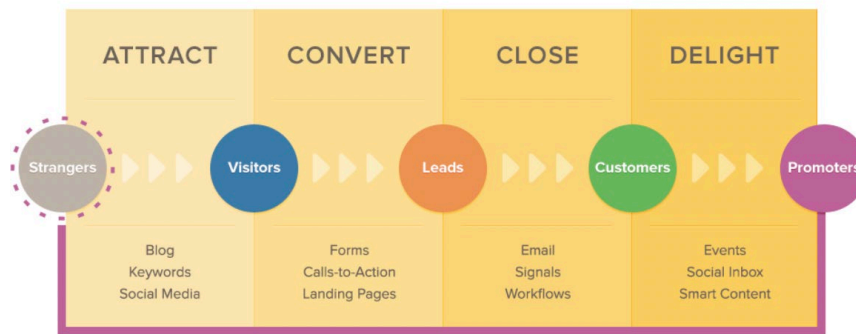 ATTRACT
CONVERT
CLOSE
DELIGHT
Strangers
Visitors
Leads
Customers
Promoters
Blog
Keywords
Social Media
Forms
Calls-to-Action
Landing Pages
Email
Signals
Workflows
Events
Social Inbox
Smart Content